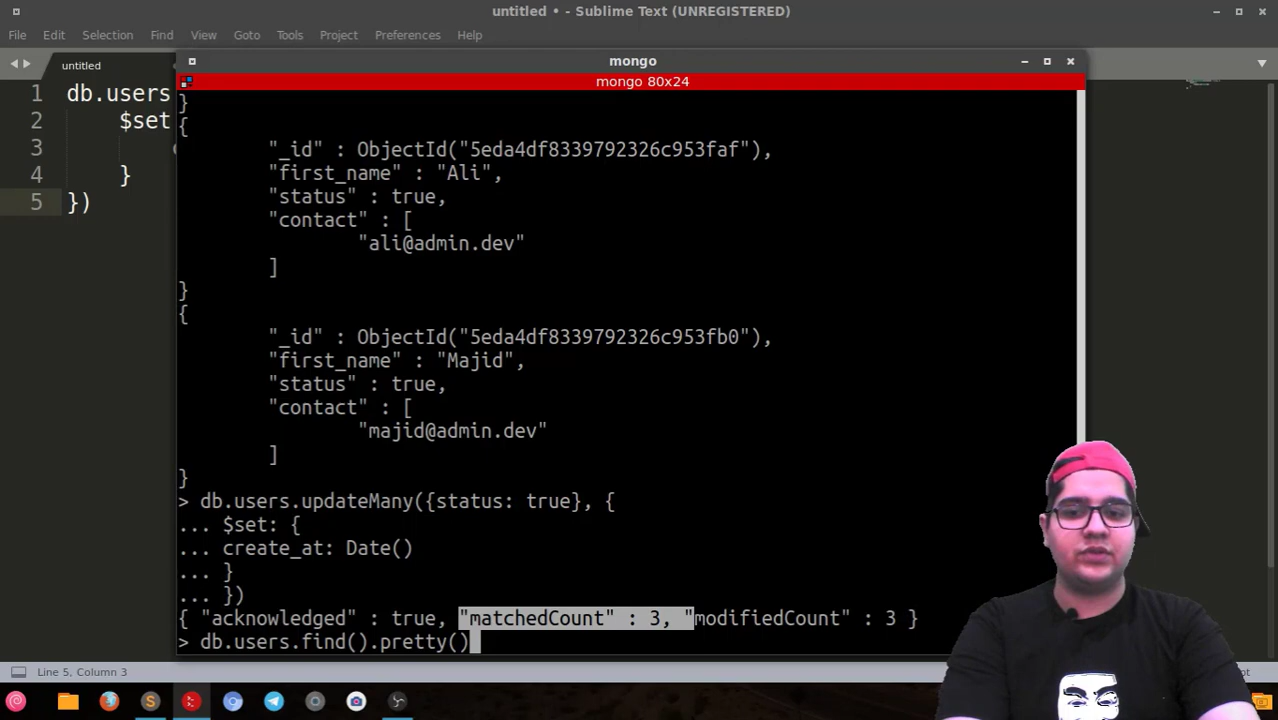 untitled • - Sublime Text (UNREGISTERED)
File Edit Selection Find View Goto Tools Project Preferences Help
untitled
1 db.users
2 $set
3
4 }
5 })
mongo
mongo 80x24
}
{
"_id" : ObjectId("5eda4df8339792326c953faf"),
"first_name" : "Ali",
"status" : true,
"contact" : [
"ali@admin.dev"
]
}
{
"_id" : ObjectId("5eda4df8339792326c953fb0"),
"first_name" : "Majid",
"status" : true,
"contact" : [
"majid@admin.dev"
]
}
> db.users.updateMany({status: true}, {
... $set: {
... create_at: Date()
... }
... })
{ "acknowledged" : true, "matchedCount" : 3, "modifiedCount" : 3 }
> db.users.find().pretty()
Line 5, Column 3